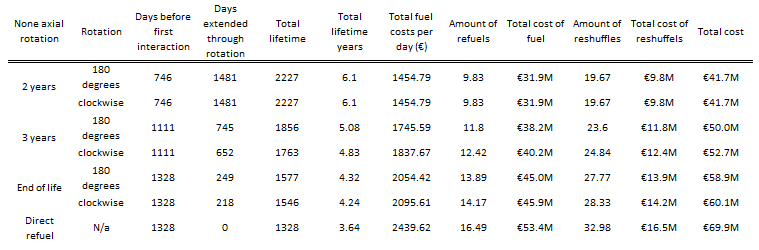 None axial rotation | Rotation | Days before first interaction | Days extended through rotation | Total lifetime | Total lifetime years | Total fuel costs per day (€) | Amount of refuels | Total cost of fuel | Amount of reshuffles | Total cost of reshuffels | Total cost
2 years | 180 degrees | 746 | 1481 | 2227 | 6.1 | 1454.79 | 9.83 | €31.9M | 19.67 | €9.8M | €41.7M
clockwise | 746 | 1481 | 2227 | 6.1 | 1454.79 | 9.83 | €31.9M | 19.67 | €9.8M | €41.7M
3 years | 180 degrees | 1111 | 745 | 1856 | 5.08 | 1745.59 | 11.8 | €38.2M | 23.6 | €11.8M | €50.0M
clockwise | 1111 | 652 | 1763 | 4.83 | 1837.67 | 12.42 | €40.2M | 24.84 | €12.4M | €52.7M
End of life | 180 degrees | 1328 | 249 | 1577 | 4.32 | 2054.42 | 13.89 | €45.0M | 27.77 | €13.9M | €58.9M
clockwise | 1328 | 218 | 1546 | 4.24 | 2095.61 | 14.17 | €45.9M | 28.33 | €14.2M | €60.1M
Direct refuel | N/a | 1328 | 0 | 1328 | 3.64 | 2439.62 | 16.49 | €53.4M | 32.98 | €16.5M | €69.9M